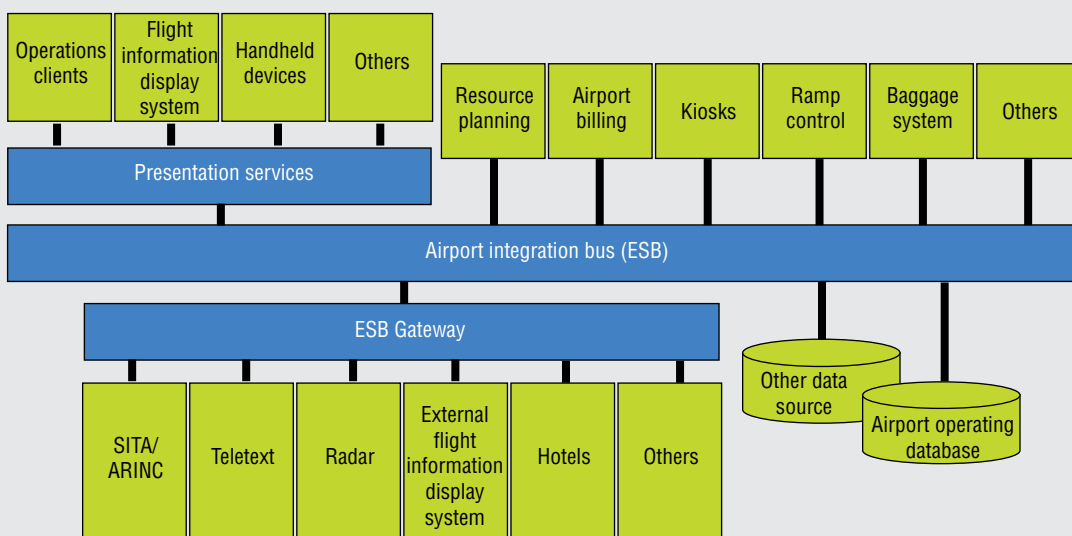 Operations
clients
Flight
information
display
system
Handheld
devices
Others
Resource
planning
Airport
billing
Kiosks
Ramp
control
Baggage
system
Others
Presentation services
Airport integration bus (ESB)
ESB Gateway
SITA/
ARINC
Teletext
Radar
External
flight
information
display
system
Hotels
Others
Other data
source
Airport operating
database